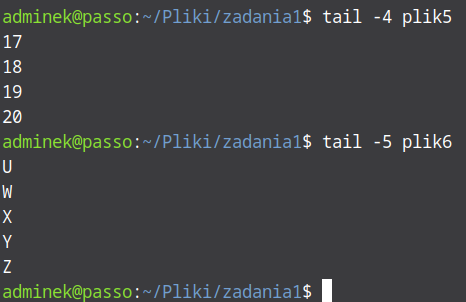 adminek@passo:~/Pliki/zadania1$ tail -4 plik5
17
18
19
20
adminek@passo:~/Pliki/zadania1$ tail -5 plik6
U
W
X
Y
Z
adminek@passo:~/Pliki/zadania1$